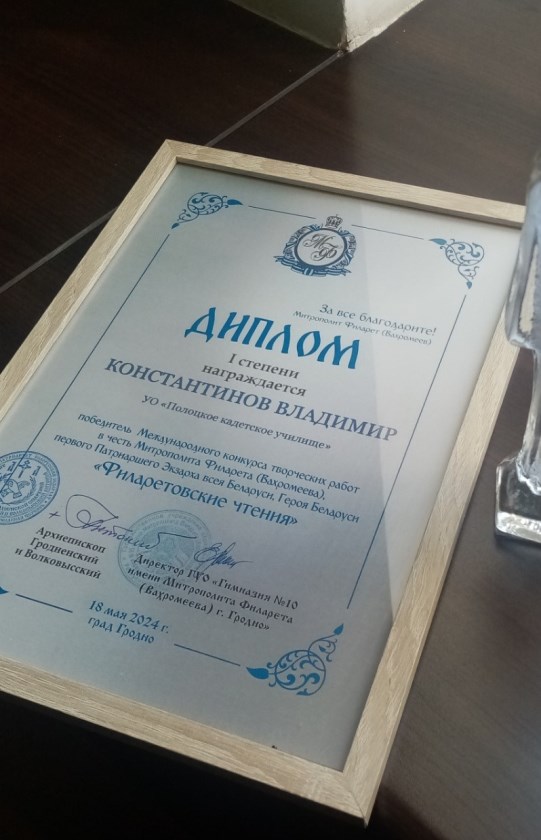 За все благодарите!
Митрополит Филарет (Вахромеев)
ДИПЛОМ
I степени
награждается
КОНСТАНТИНОВ ВЛАДИМИР
УО «Полоцкое кадетское училище»
победитель Международного конкурса творческих работ
в честь Митрополита Филарета (Вахромеева),
первого Патриаршего Экзарха всея Беларуси, Героя Беларуси
«Филаретовские чтения»
Архиепископ
Гродненский
и Волковысский
Директор ГУО «Гимназия №10
имени Митрополита Филарета
(Вахромеева) г. Гродно»
18 мая 2024 г.
град Гродно